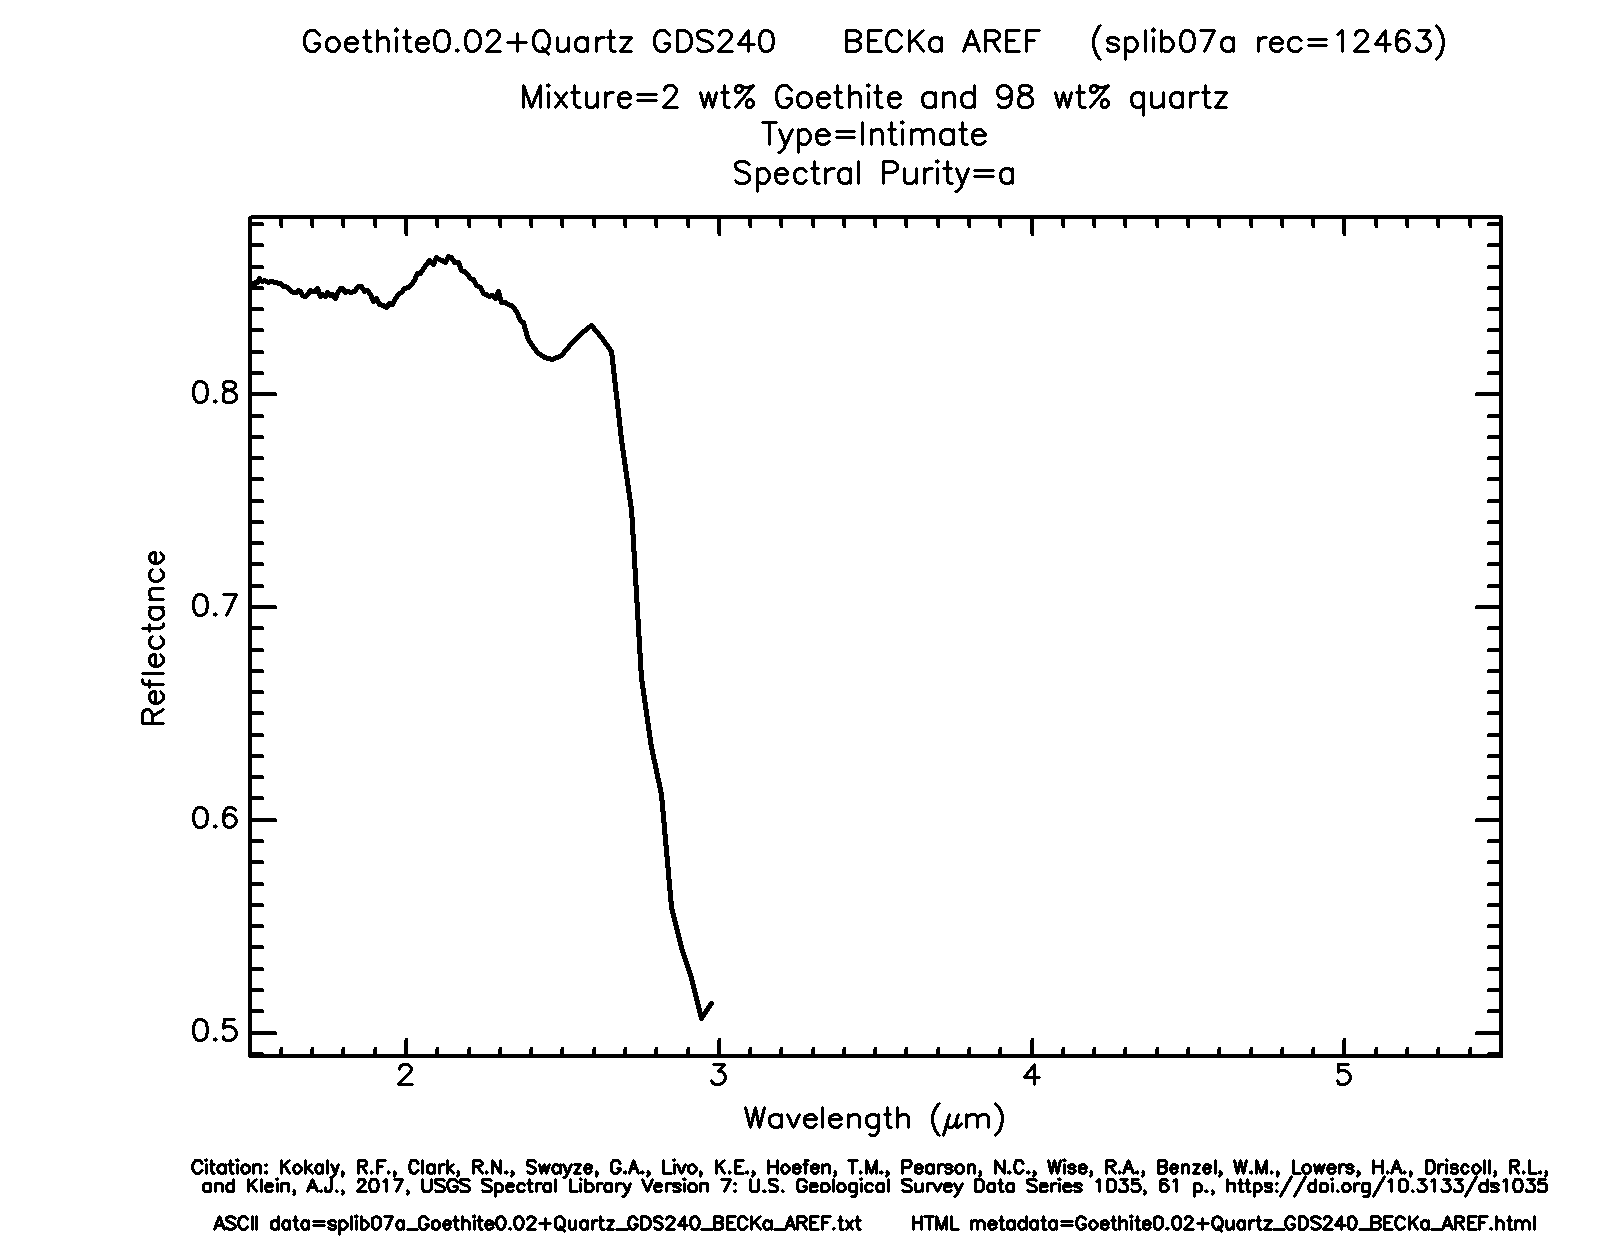 Goethite0.02+Quartz GDS240 BECKa AREF (splib07a rec=12463)
Mixture=2 wt% Goethite and 98 wt% quartz
Type=Intimate
Spectral Purity=a
0.8
0.7
0.6
0.5
Reflectance
2 3 4 5
Wavelength (μm)
Citation: Kokaly, R.F., Clark, R.N., Swayze, G.A., Livo, K.E., Hoefen, T.M., Pearson, N.C., Wise, R.A., Benzel, W.M., Lowers, H.A., Driscoll, R.L.,
and Klein, A.J., 2017, USGS Spectral Library Version 7: U.S. Geological Survey Data Series 1035, 61 p., https://doi.org/10.3133/ds1035
ASCII data=splib07a_Goethite0.02+Quartz_GDS240_BECKa_AREF.txt HTML metadata=Goethite0.02+Quartz_GDS240_BECKa_AREF.html